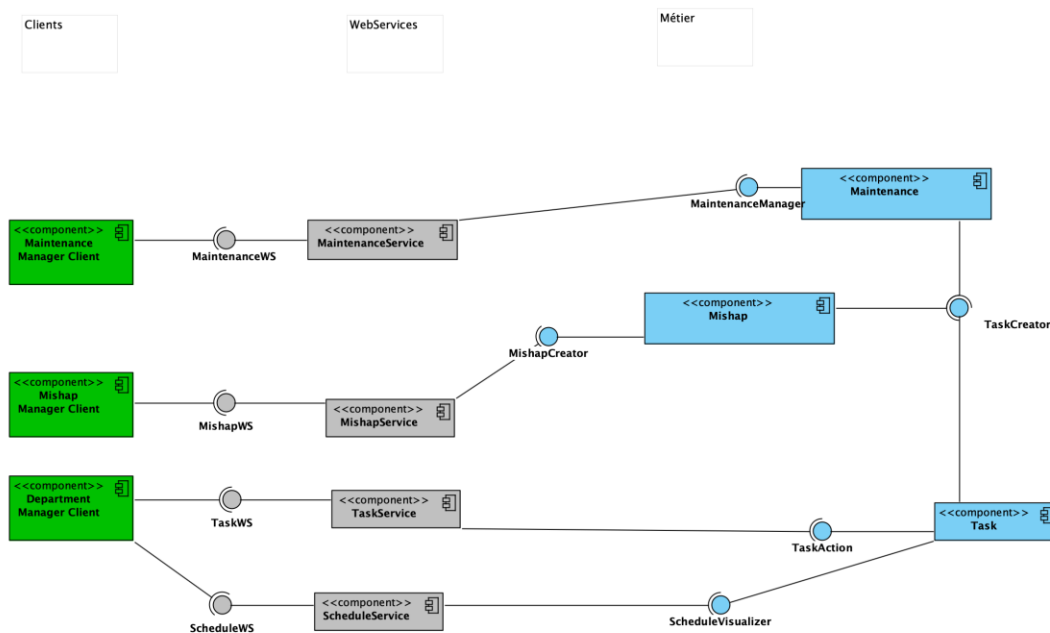 Clients
WebServices
Métier
<<component>>
Maintenance
MaintenanceManager
<<component>>
Maintenance
Manager Client
MaintenanceWS
<<component>>
MaintenanceService
<<component>>
Mishap
TaskCreator
MishapCreator
<<component>>
Mishap
Manager Client
MishapWS
<<component>>
MishapService
<<component>>
Department
Manager Client
TaskWS
<<component>>
TaskService
TaskAction
<<component>>
Task
ScheduleWS
<<component>>
ScheduleService
ScheduleVisualizer